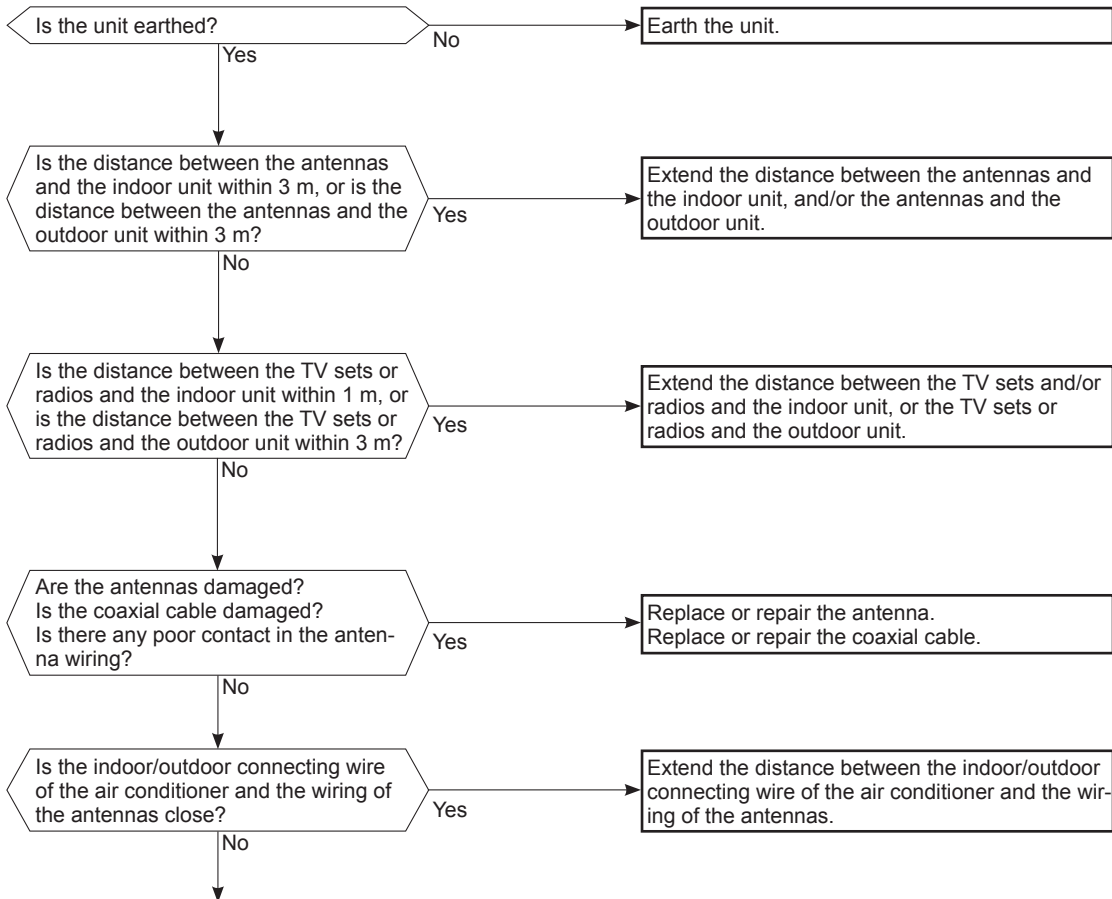 Is the unit earthed?
No
Earth the unit.
Yes
Is the distance between the antennas
and the indoor unit within 3 m, or is the
distance between the antennas and the
outdoor unit within 3 m?
Yes
Extend the distance between the antennas and
the indoor unit, and/or the antennas and the
outdoor unit.
No
Is the distance between the TV sets or
radios and the indoor unit within 1 m, or
is the distance between the TV sets or
radios and the outdoor unit within 3 m?
Yes
Extend the distance between the TV sets and/or
radios and the indoor unit, or the TV sets or
radios and the outdoor unit.
No
Are the antennas damaged?
Is the coaxial cable damaged?
Is there any poor contact in the anten-
na wiring?
Yes
Replace or repair the antenna.
Replace or repair the coaxial cable.
No
Is the indoor/outdoor connecting wire
of the air conditioner and the wiring of
the antennas close?
Yes
Extend the distance between the indoor/outdoor
connecting wire of the air conditioner and the wir-
ing of the antennas.
No